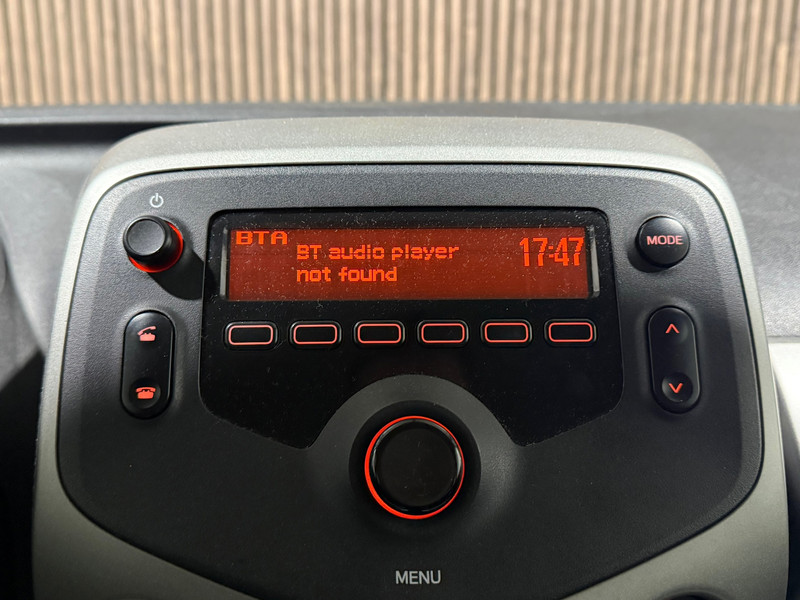 BTA
BT audio player
not found
17:47
MODE
MENU